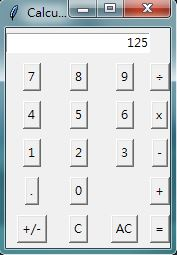 Calcu...
125
7 8 9 ÷
4 5 6 x
1 2 3 -
. 0 +
+/- C AC =